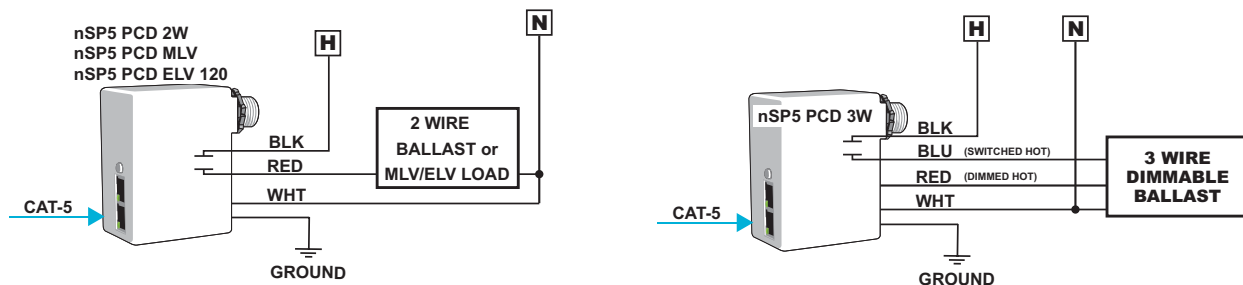 nSP5 PCD 2W
nSP5 PCD MLV
nSP5 PCD ELV 120
H
N
BLK
RED
WHT
2 WIRE
BALLAST or
MLV/ELV LOAD
CAT-5
GROUND
H
N
nSP5 PCD 3W
BLK
BLU (SWITCHED HOT)
RED (DIMMED HOT)
WHT
3 WIRE
DIMMABLE
BALLAST
CAT-5
GROUND